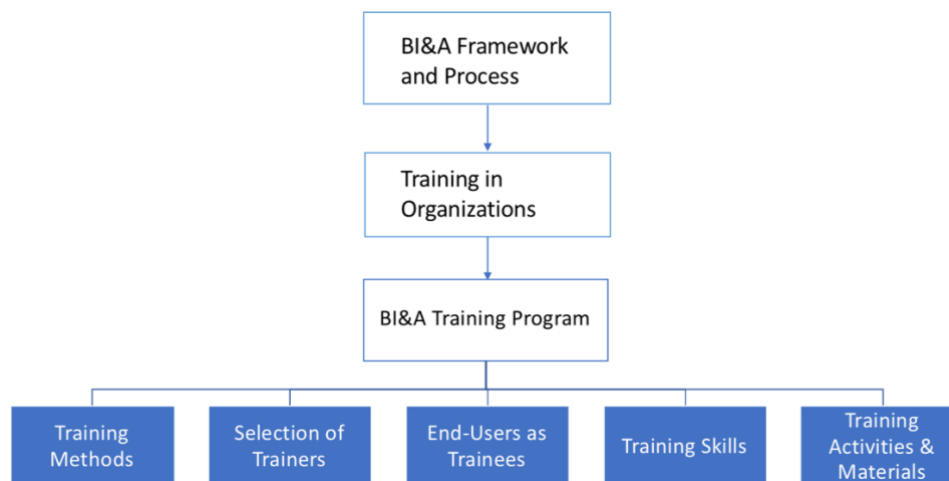 BI&A Framework
and Process
Training in
Organizations
BI&A Training Program
Training
Methods
Selection of
Trainers
End-Users as
Trainees
Training Skills
Training
Activities &
Materials